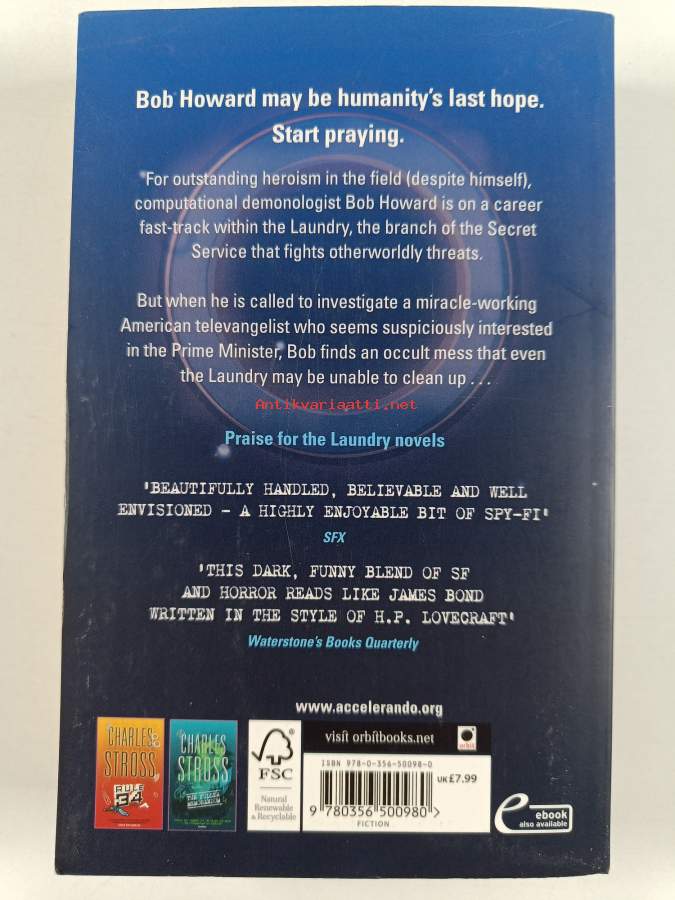 Bob Howard may be humanity's last hope.
Start praying.
For outstanding heroism in the field (despite himself),
computational demonologist Bob Howard is on a career
fast-track within the Laundry, the branch of the Secret
Service that fights otherworldly threats.
But when he is called to investigate a miracle-working
American televangelist who seems suspiciously interested
in the Prime Minister, Bob finds an occult mess that even
the Laundry may be unable to clean up . . .
Antikvariaatti.net
Praise for the Laundry novels
'BEAUTIFULLY HANDLED, BELIEVABLE AND WELL
ENVISIONED – A HIGHLY ENJOYABLE BIT OF SPY-FI'
SFX
'THIS DARK, FUNNY BLEND OF SF
AND HORROR READS LIKE JAMES BOND
WRITTEN IN THE STYLE OF H.P. LOVECRAFT'
Waterstone's Books Quarterly
www.accelerando.org
CHARLES
STROSS
RULE
34
CHARLES
STROSS
THE FULLER
MEMORANDUM
FSC
Natural
Renewable
& Recyclable
visit orbitbooks.net
orbit
ISBN 978-0-356-50098-0
UK £7.99
9 780356 500980 >
FICTION
ebook
also available